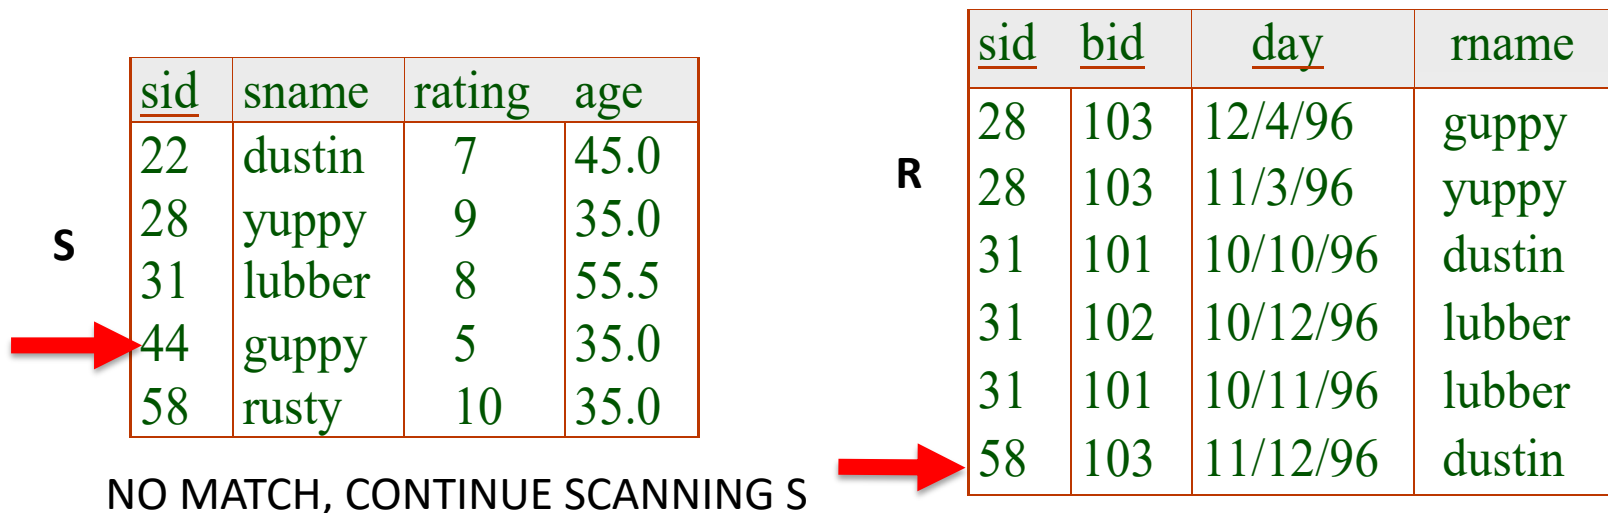 S
sid sname rating age
22 dustin 7 45.0
28 yuppy 9 35.0
31 lubber 8 55.5
44 guppy 5 35.0
58 rusty 10 35.0
NO MATCH, CONTINUE SCANNING S
R
sid bid day rname
28 103 12/4/96 guppy
28 103 11/3/96 yuppy
31 101 10/10/96 dustin
31 102 10/12/96 lubber
31 101 10/11/96 lubber
58 103 11/12/96 dustin